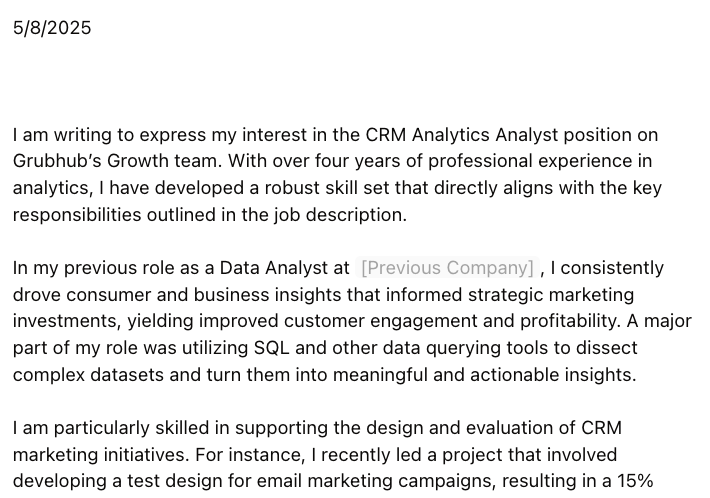 5/8/2025
I am writing to express my interest in the CRM Analytics Analyst position on
Grubhub’s Growth team. With over four years of professional experience in
analytics, I have developed a robust skill set that directly aligns with the key
responsibilities outlined in the job description.
In my previous role as a Data Analyst at [Previous Company] , I consistently
drove consumer and business insights that informed strategic marketing
investments, yielding improved customer engagement and profitability. A major
part of my role was utilizing SQL and other data querying tools to dissect
complex datasets and turn them into meaningful and actionable insights.
I am particularly skilled in supporting the design and evaluation of CRM
marketing initiatives. For instance, I recently led a project that involved
developing a test design for email marketing campaigns, resulting in a 15%